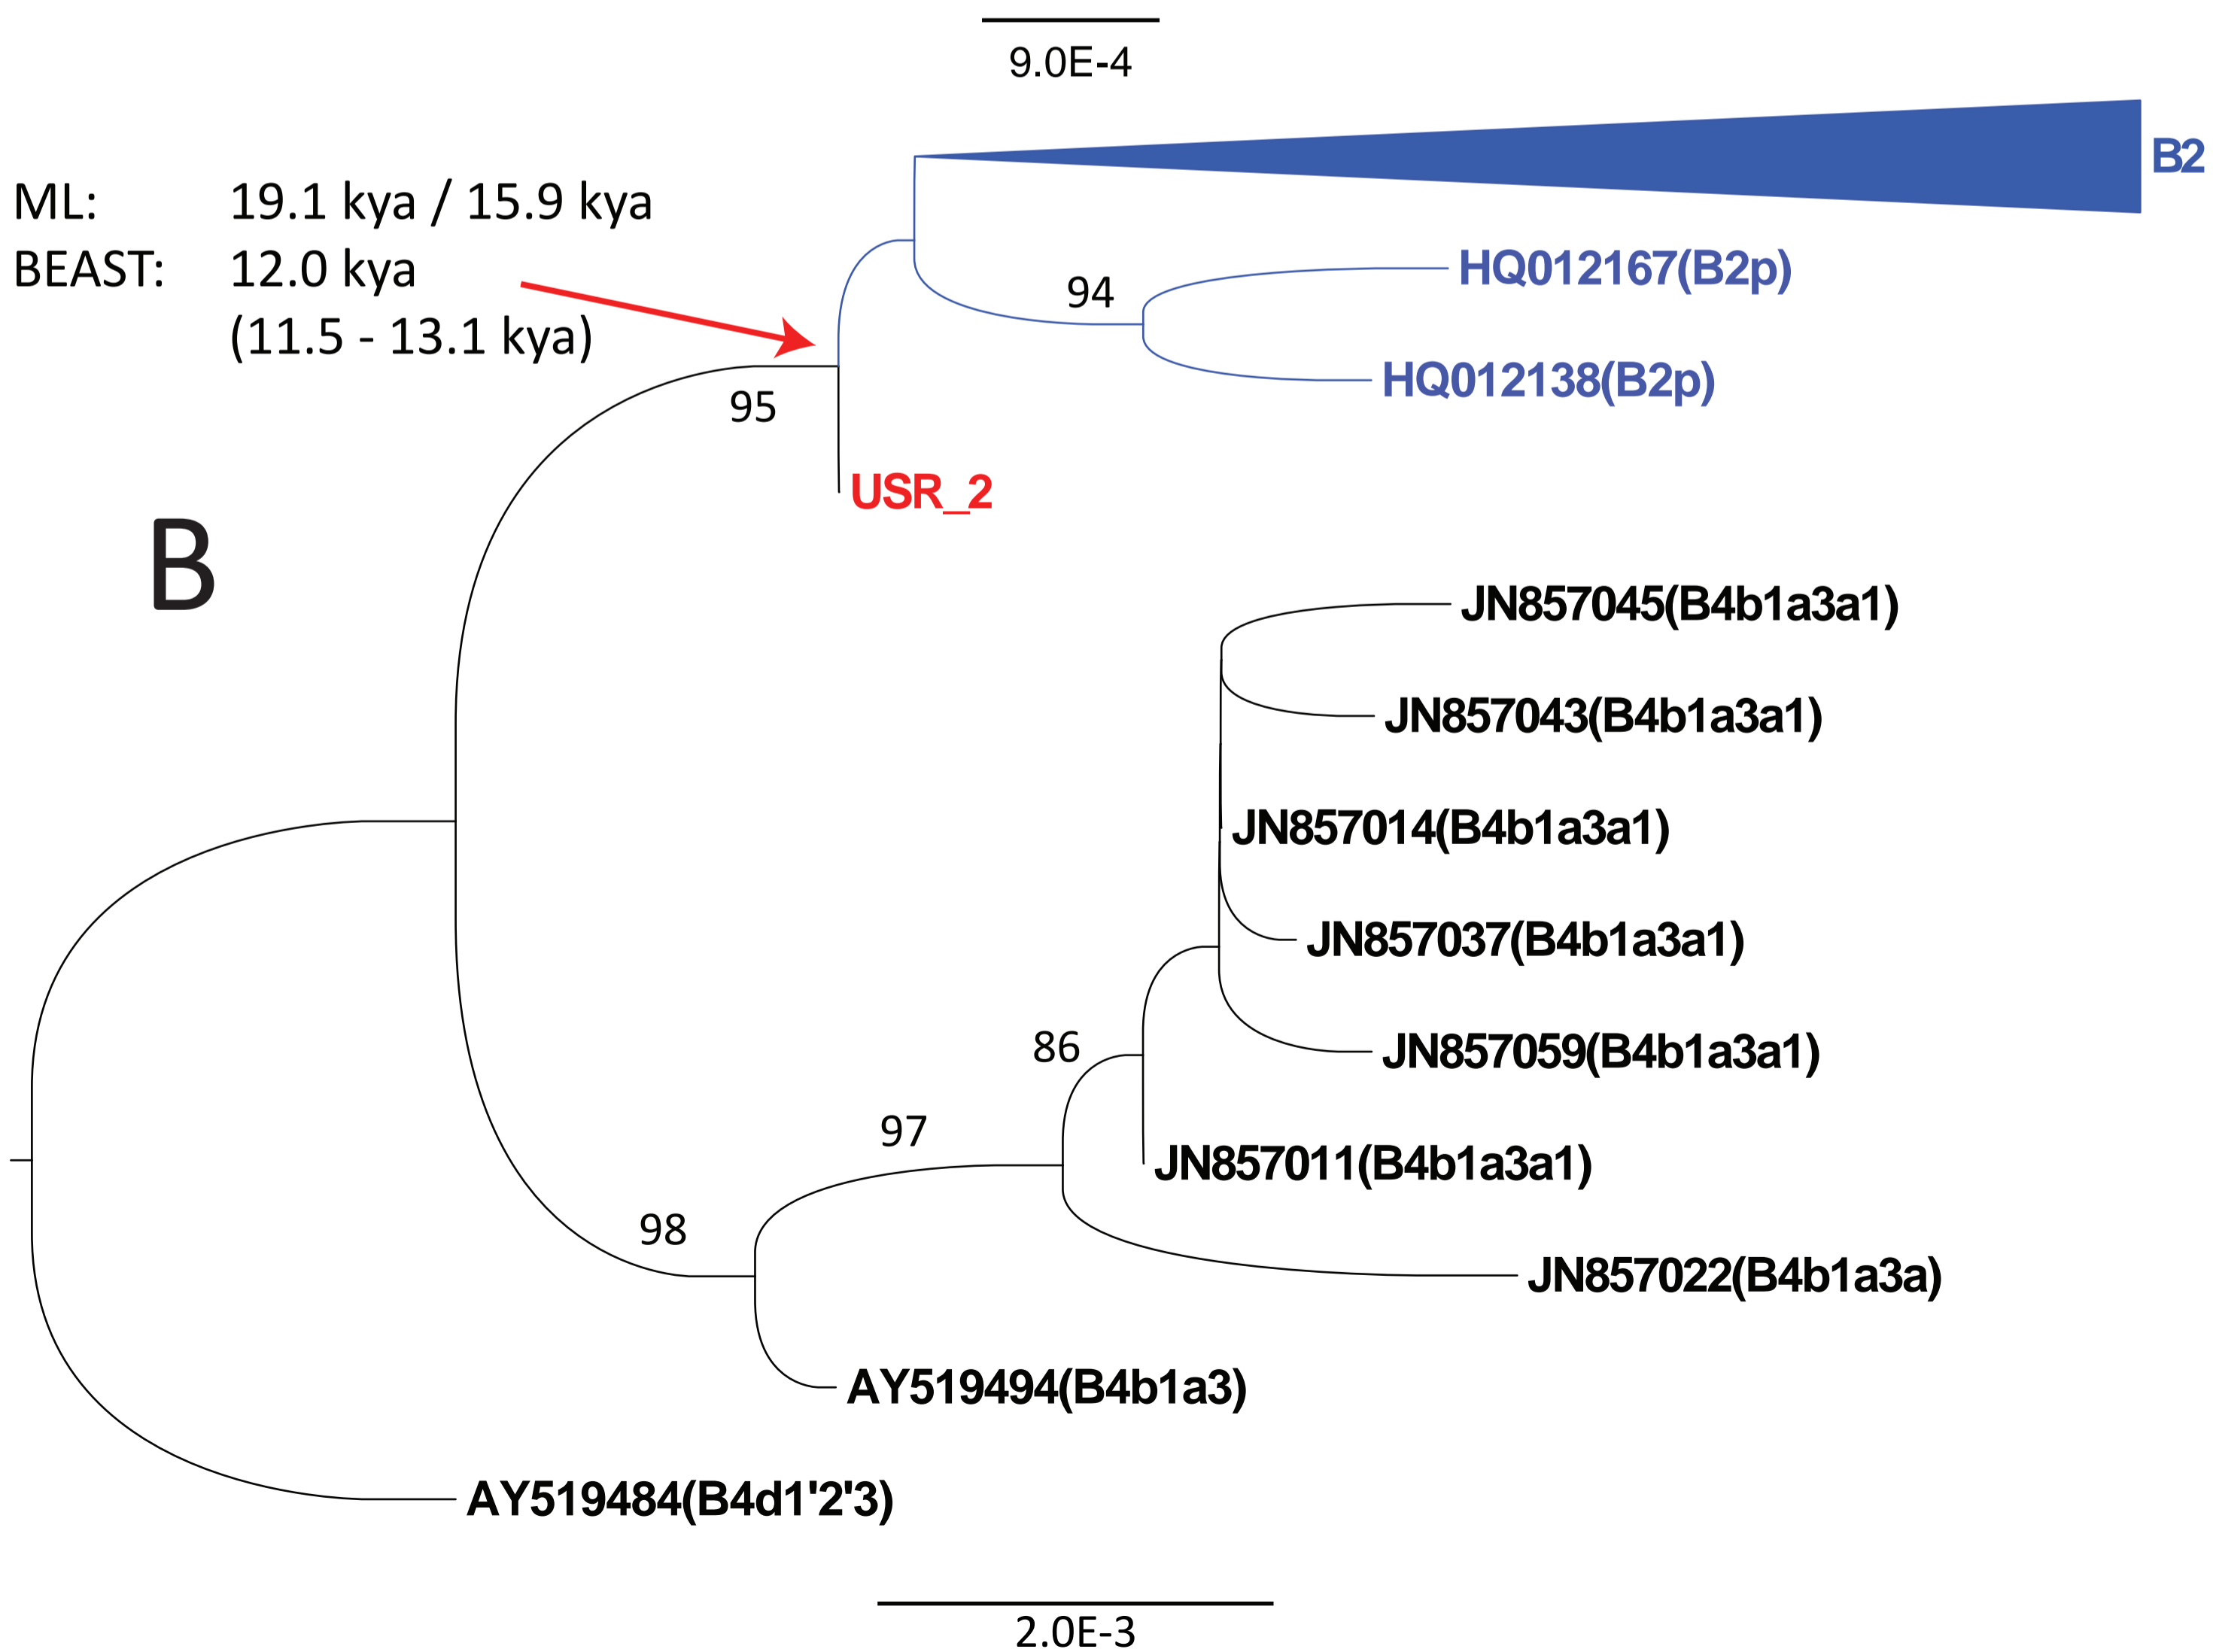 9.0E-4
B2
ML: 19.1 kya / 15.9 kya
BEAST: 12.0 kya
(11.5 - 13.1 kya)
HQ012167(B2p)
94
HQ012138(B2p)
95
USR_2
B
JN857045(B4b1a3a1)
JN857043(B4b1a3a1)
JN857014(B4b1a3a1)
JN857037(B4b1a3a1)
JN857059(B4b1a3a1)
86
97
JN857011(B4b1a3a1)
98
JN857022(B4b1a3a)
AY519494(B4b1a3)
AY519484(B4d1'2'3)
2.0E-3